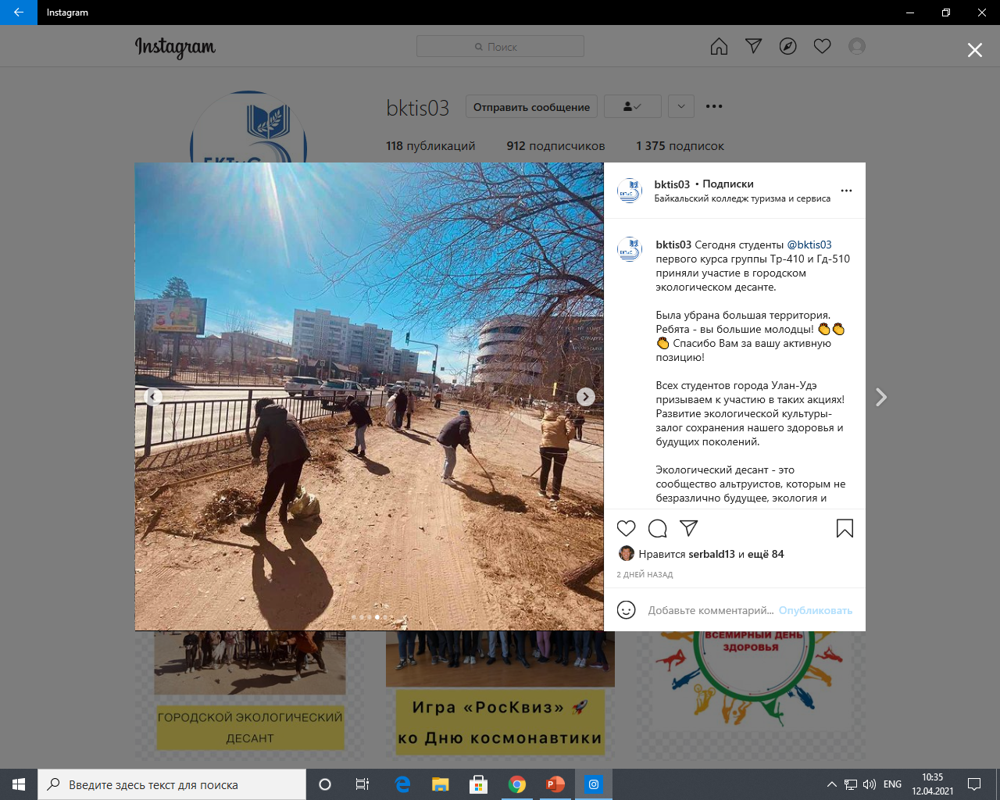 Instagram
Instagram
Поиск
bktis03
Отправить сообщение
118 публикаций
912 подписчиков
1 375 подписок
bktis03 • Подписки
Байкальский колледж туризма и сервиса
bktis03 Сегодня студенты @bktis03
первого курса группы Тр-410 и Гд-510
приняли участие в городском
экологическом десанте.
Была убрана большая территория.
Ребята - вы большие молодцы! 👏👏
👏 Спасибо Вам за вашу активную
позицию!
Всех студентов города Улан-Удэ
призываем к участию в таких акциях!
Развитие экологической культуры-
залог сохранения нашего здоровья и
будущих поколений.
Экологический десант - это
сообщество альтруистов, которым не
безразлично будущее, экология и
Нравится serbald13 и ещё 84
2 ДНЕЙ НАЗАД
Добавьте комментарий... Опубликовать
ГОРОДСКОЙ ЭКОЛОГИЧЕСКИЙ
ДЕСАНТ
Игра «РосКвиз» 🚀
ко Дню космонавтики
ВСЕМИРНЫЙ ДЕНЬ
ЗДОРОВЬЯ
Введите здесь текст для поиска
ENG
10:35
12.04.2021